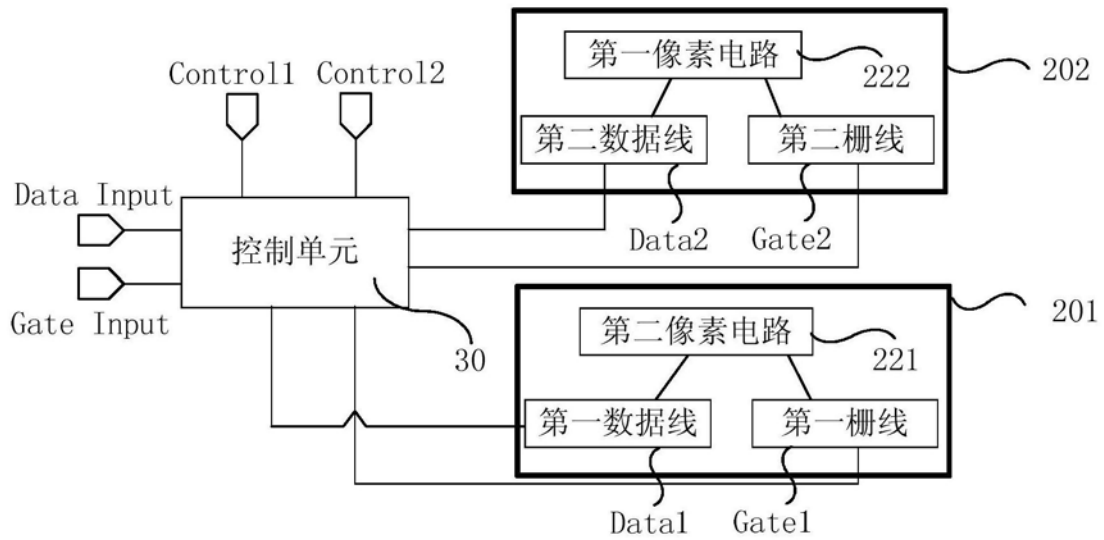 Control1
Control2
第一像素电路
222
202
第二数据线
第二栅线
Data Input
Data2
Gate2
控制单元
Gate Input
30
第二像素电路
221
201
第一数据线
第一栅线
Data1
Gate1